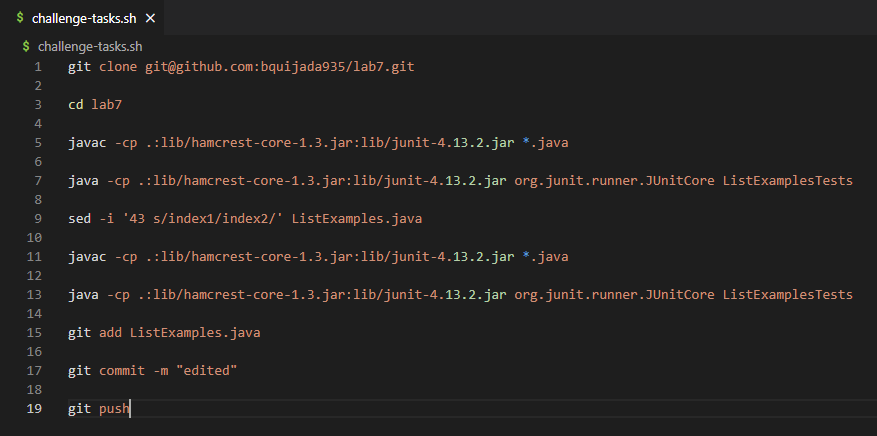 $ challenge-tasks.sh ×
$ challenge-tasks.sh
1 git clone git@github.com:bquijada935/lab7.git
2
3 cd lab7
4
5 javac -cp .:lib/hamcrest-core-1.3.jar:lib/junit-4.13.2.jar *.java
6
7 java -cp .:lib/hamcrest-core-1.3.jar:lib/junit-4.13.2.jar org.junit.runner.JUnitCore ListExamplesTests
8
9 sed -i '43 s/index1/index2/' ListExamples.java
10
11 javac -cp .:lib/hamcrest-core-1.3.jar:lib/junit-4.13.2.jar *.java
12
13 java -cp .:lib/hamcrest-core-1.3.jar:lib/junit-4.13.2.jar org.junit.runner.JUnitCore ListExamplesTests
14
15 git add ListExamples.java
16
17 git commit -m "edited"
18
19 git push